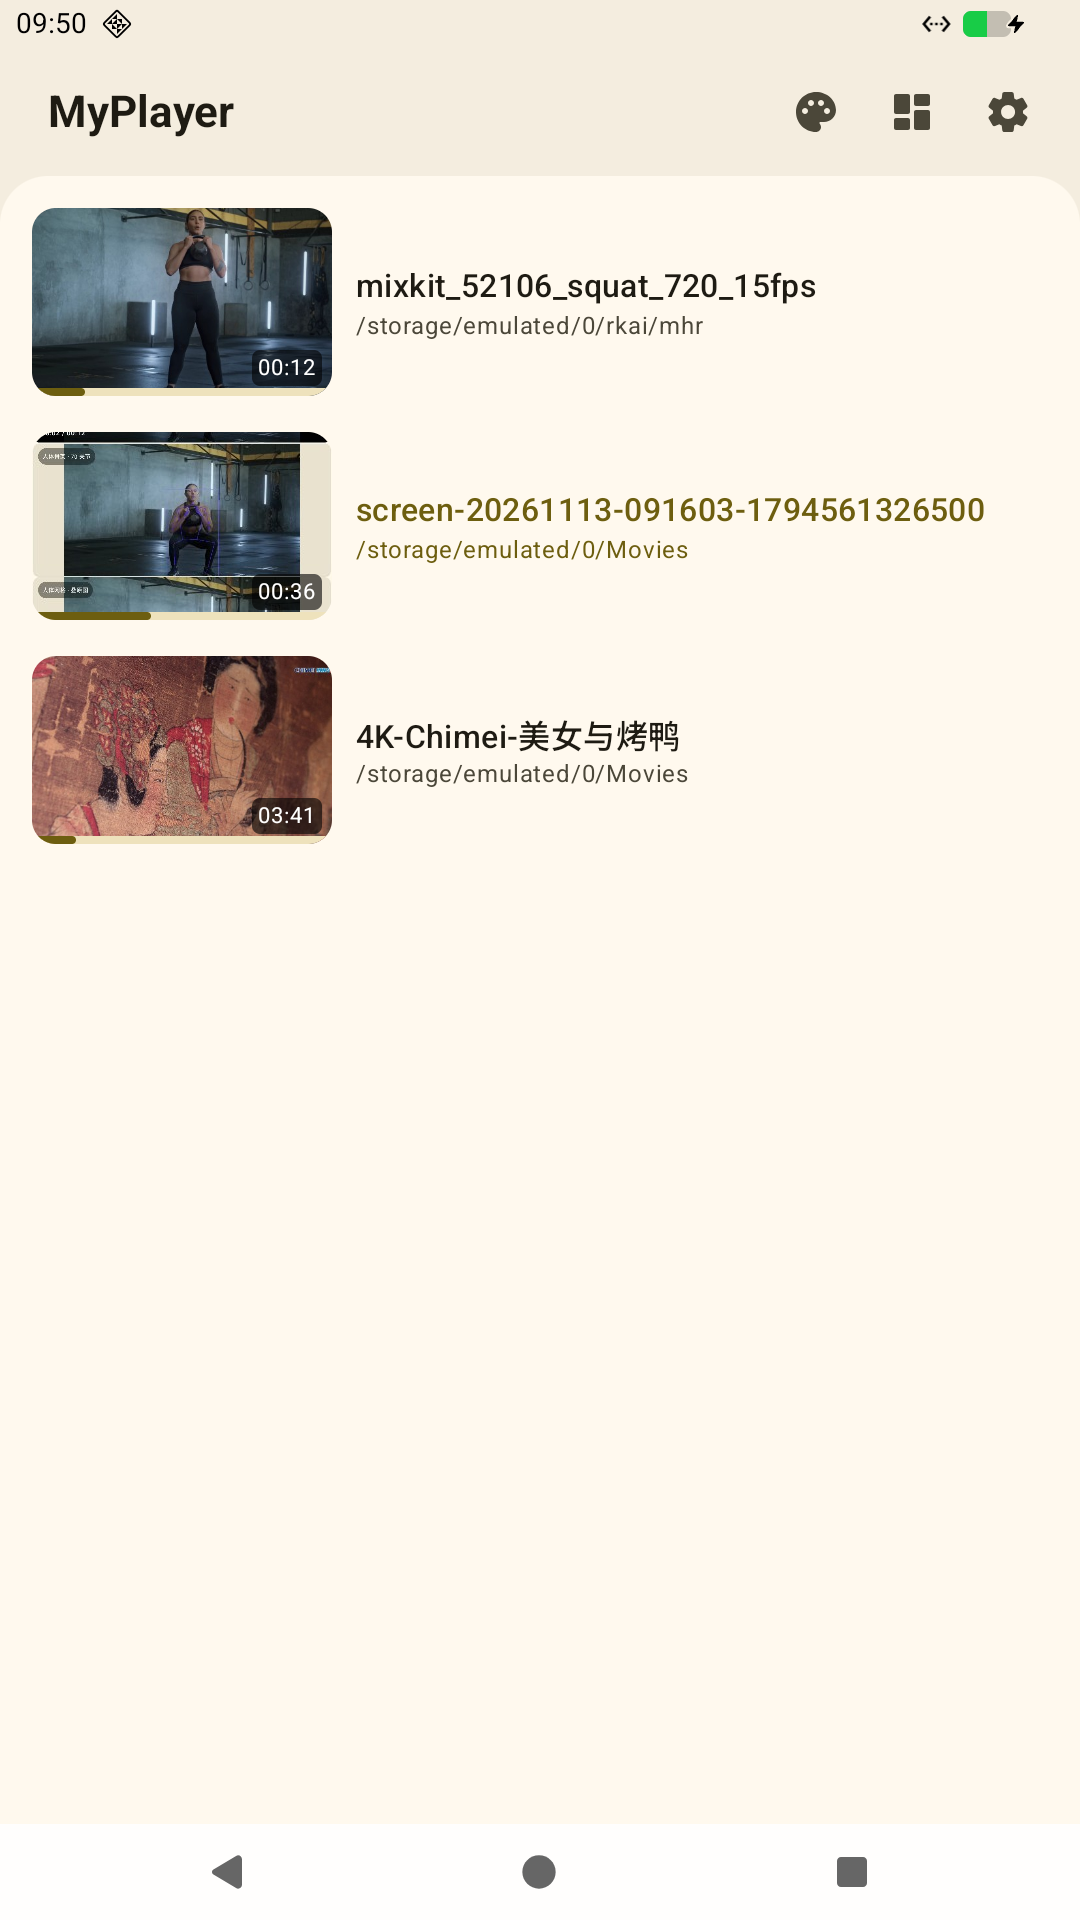 09:50
MyPlayer
00:12
mixkit_52106_squat_720_15fps
/storage/emulated/0/rkai/mhr
00:36
screen-20261113-091603-1794561326500
/storage/emulated/0/Movies
03:41
4K-Chimei-美女与烤鸭
/storage/emulated/0/Movies